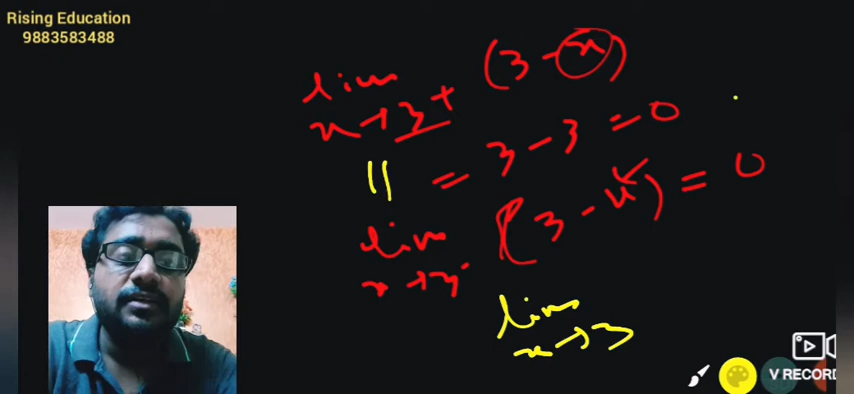 Rising Education
9883583488
lim x→3+ (3-x)
= 3-3 = 0
||
lim x→3- (3-x) = 0
lim x→3
V RECORD